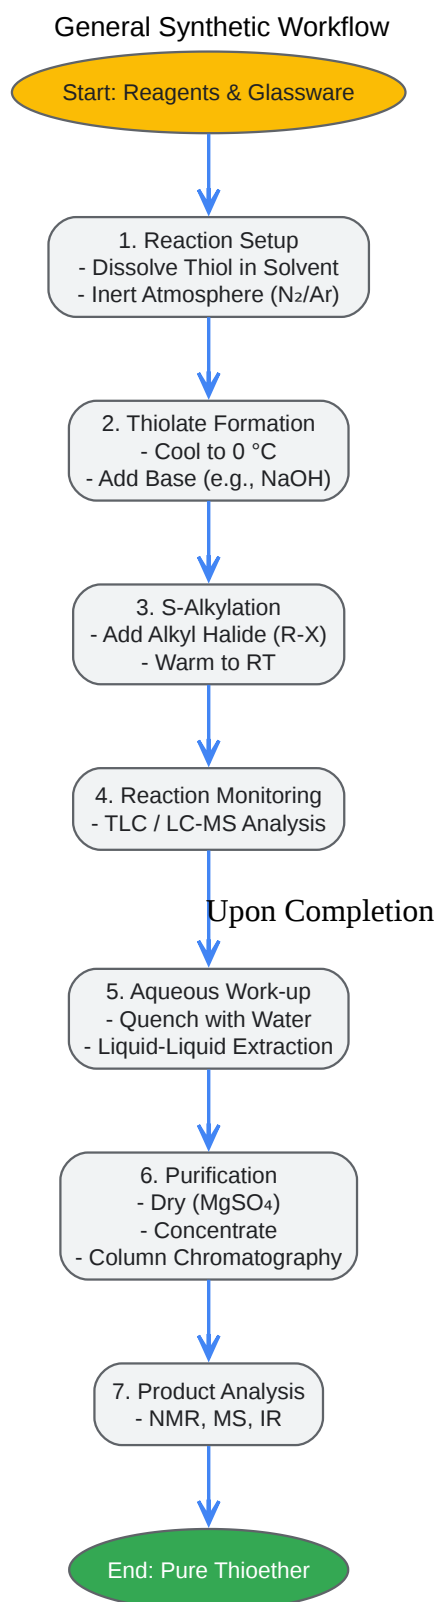 General Synthetic Workflow
Start: Reagents & Glassware
1. Reaction Setup
- Dissolve Thiol in Solvent
- Inert Atmosphere (N₂/Ar)
2. Thiolate Formation
- Cool to 0 °C
- Add Base (e.g., NaOH)
3. S-Alkylation
- Add Alkyl Halide (R-X)
- Warm to RT
4. Reaction Monitoring
- TLC / LC-MS Analysis
Upon Completion
5. Aqueous Work-up
- Quench with Water
- Liquid-Liquid Extraction
6. Purification
- Dry (MgSO₄)
- Concentrate
- Column Chromatography
7. Product Analysis
- NMR, MS, IR
End: Pure Thioether